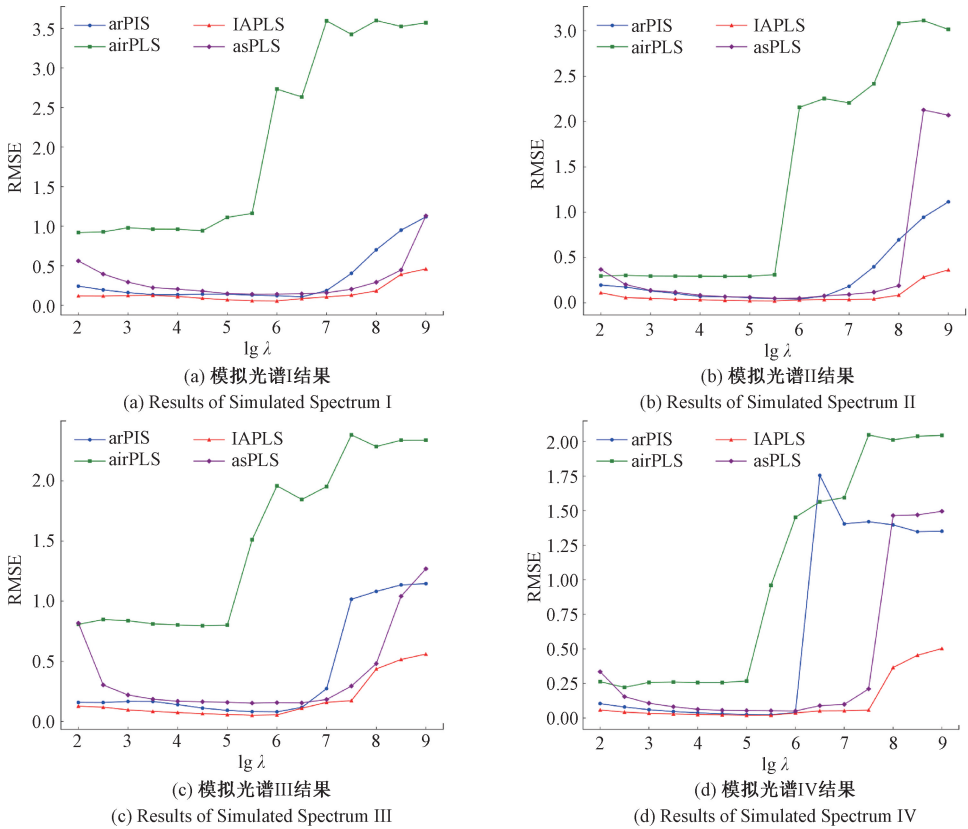 arPIS
airPLS
IAPLS
asPLS
3.5
3.0
2.5
2.0
1.5
1.0
0.5
0.0
RMSE
2 3 4 5 6 7 8 9
lg λ
(a) 模拟光谱I结果
(a) Results of Simulated Spectrum I
arPIS
airPLS
IAPLS
asPLS
3.0
2.5
2.0
1.5
1.0
0.5
0.0
RMSE
2 3 4 5 6 7 8 9
lg λ
(b) 模拟光谱II结果
(b) Results of Simulated Spectrum II
arPIS
airPLS
IAPLS
asPLS
2.0
1.5
1.0
0.5
0.0
RMSE
2 3 4 5 6 7 8 9
lg λ
(c) 模拟光谱III结果
(c) Results of Simulated Spectrum III
arPIS
airPLS
IAPLS
asPLS
2.00
1.75
1.50
1.25
1.00
0.75
0.50
0.25
0.00
RMSE
2 3 4 5 6 7 8 9
lg λ
(d) 模拟光谱IV结果
(d) Results of Simulated Spectrum IV